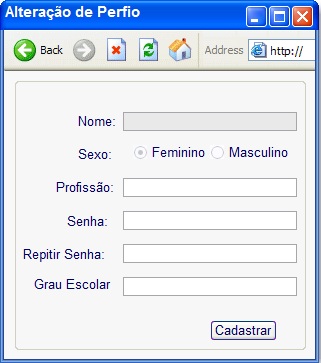 Alteração de Perfio
Back Address http://
Nome:
Sexo: Feminino Masculino
Profissão:
Senha:
Repitir Senha:
Grau Escolar
Cadastrar